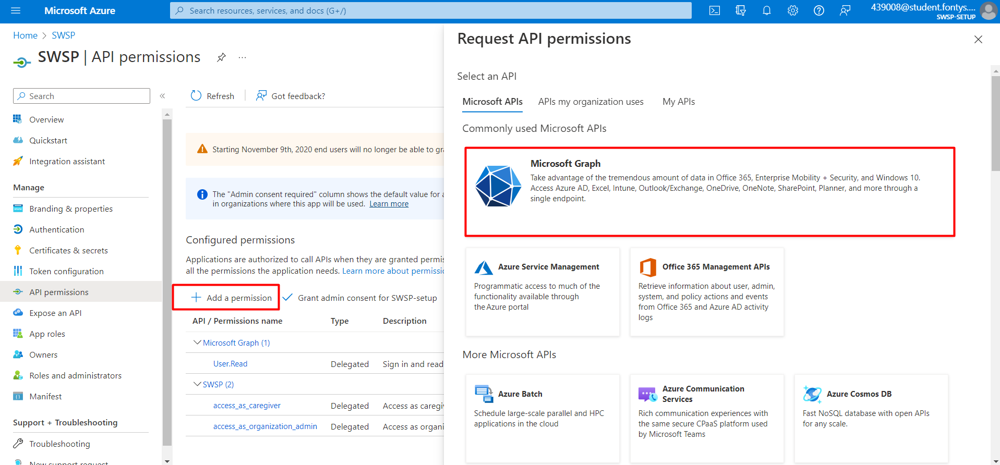 Microsoft Azure
Search resources, services, and docs (G+/)
439008@student.fontys....
SWSP-SETUP
Home > SWSP
SWSP | API permissions
...
Search
«
Overview
Quickstart
Integration assistant
Manage
Branding & properties
Authentication
Certificates & secrets
Token configuration
API permissions
Expose an API
App roles
Owners
Roles and administrators
Manifest
Support + Troubleshooting
Troubleshooting
New support request
Refresh
Got feedback?
Starting November 9th, 2020 end users will no longer be able to gr
The "Admin consent required" column shows the default value for a
in organizations where this app will be used. Learn more
Configured permissions
Applications are authorized to call APIs when they are granted permis
all the permissions the application needs. Learn more about permissio
Add a permission
Grant admin consent for SWSP-setup
API / Permissions name Type Description
Microsoft Graph (1)
User.Read Delegated Sign in and read
SWSP (2)
access_as_caregiver Delegated Access as caregi
access_as_organization_admin Delegated Access as organi
Request API permissions
Select an API
Microsoft APIs APIs my organization uses My APIs
Commonly used Microsoft APIs
Microsoft Graph
Take advantage of the tremendous amount of data in Office 365, Enterprise Mobility + Security, and Windows 10.
Access Azure AD, Excel, Intune, Outlook/Exchange, OneDrive, OneNote, SharePoint, Planner, and more through a
single endpoint.
Azure Service Management
Programmatic access to much of the
functionality available through
the Azure portal
Office 365 Management APIs
Retrieve information about user, admin,
system, and policy actions and events
from Office 365 and Azure AD activity
logs
More Microsoft APIs
Azure Batch
Schedule large-scale parallel and HPC
applications in the cloud
Azure Communication
Services
Rich communication experiences with
the same secure CPaaS platform used
by Microsoft Teams
Azure Cosmos DB
Fast NoSQL database with open APIs
for any scale.